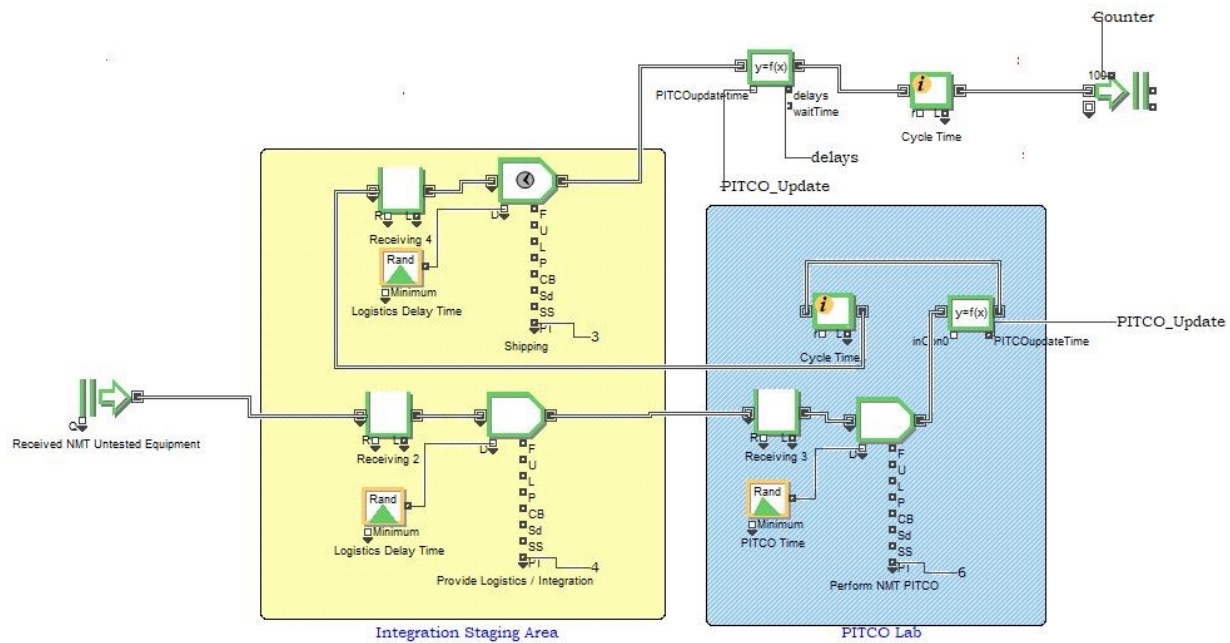 Counter
100
y=f(x)
PITCOupdatetime
delays
waitTime
i
Cycle Time
delays
PITCO_Update
R
L
D
F
U
L
P
CB
Sd
SS
PT
Receiving 4
Rand
Minimum
Logistics Delay Time
3
Shipping
i
L
Cycle Time
y=f(x)
inCon0
PITCOupdateTime
PITCO_Update
Q
Received NMT Untested Equipment
R
L
D
F
U
L
P
CB
Sd
SS
PT
Receiving 2
Rand
Minimum
Logistics Delay Time
4
Provide Logistics / Integration
R
L
D
F
U
L
P
CB
Sd
SS
PT
Receiving 3
Rand
Minimum
PITCO Time
6
Perform NMT PITCO
Integration Staging Area
PITCO Lab